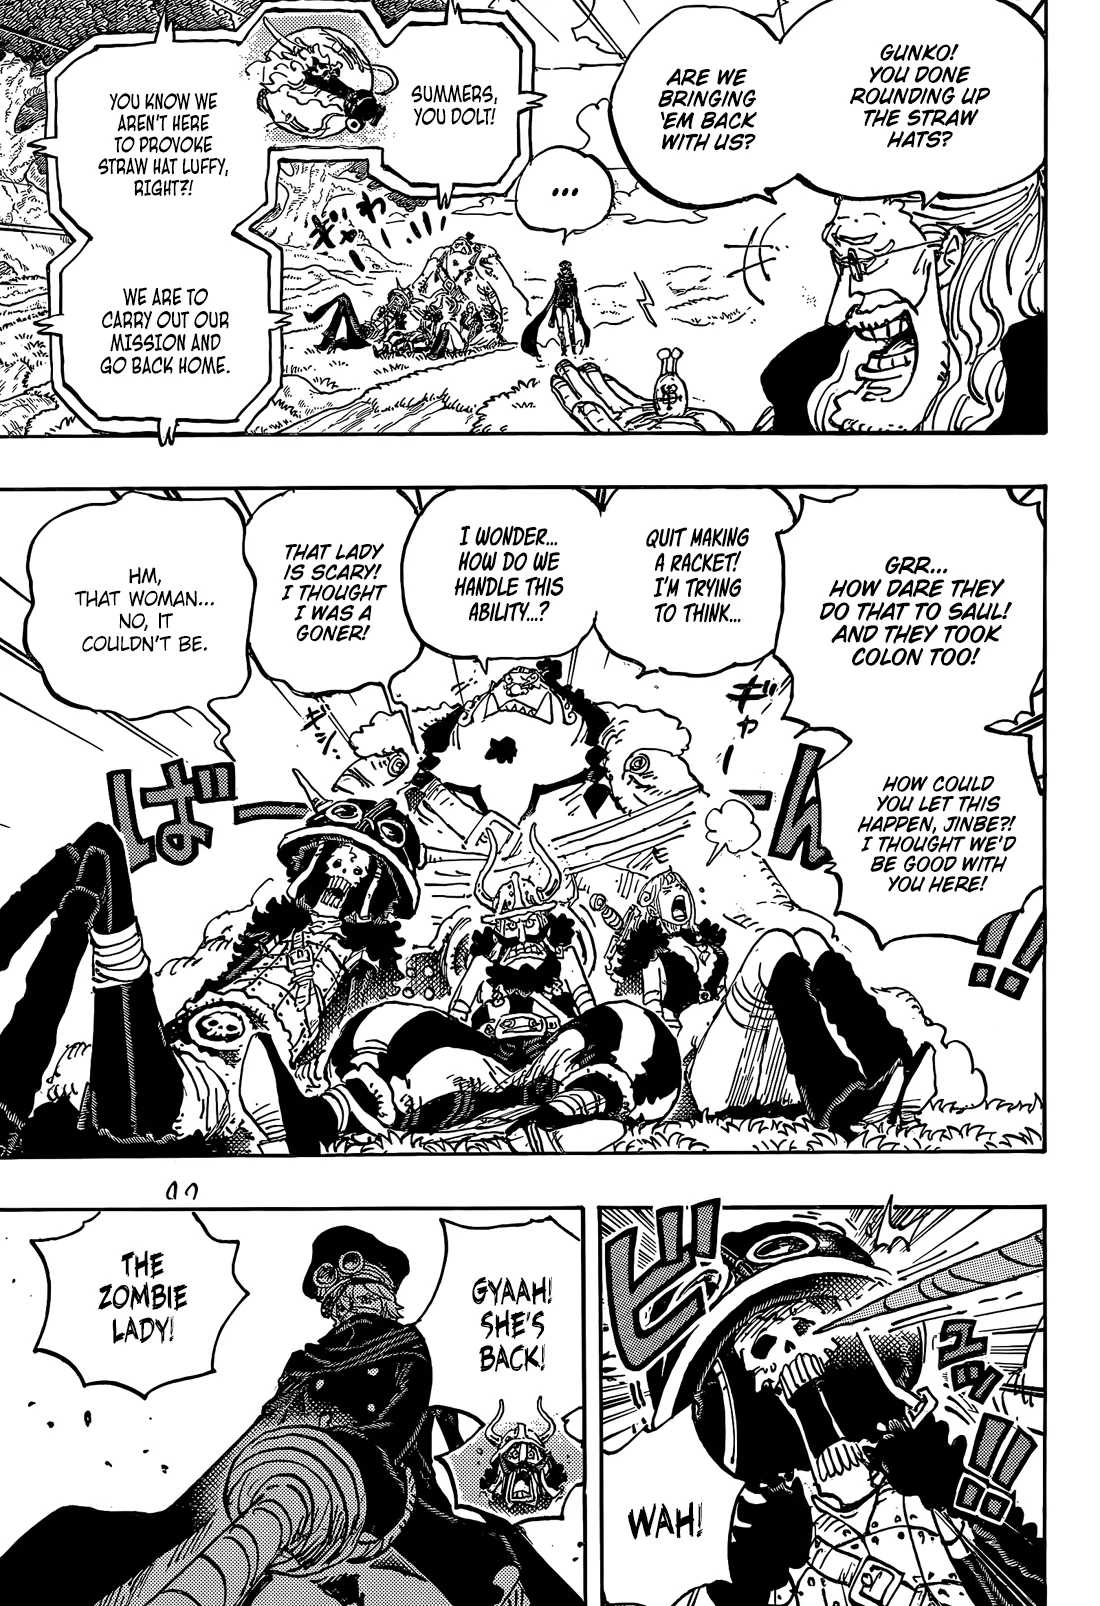 GUNKO!
YOU DONE
ROUNDING UP
THE STRAW
HATS?
ARE WE
BRINGING
'EM BACK
WITH US?
...
SUMMERS,
YOU DOLT!
YOU KNOW WE
AREN'T HERE
TO PROVOKE
STRAW HAT LUFFY,
RIGHT?!
WE ARE TO
CARRY OUT OUR
MISSION AND
GO BACK HOME.
GRR...
HOW DARE THEY
DO THAT TO SAUL!
AND THEY TOOK
COLON TOO!
HOW COULD
YOU LET THIS
HAPPEN, JINBE?!
I THOUGHT WE'D
BE GOOD WITH
YOU HERE!
QUIT MAKING
A RACKET!
I'M TRYING
TO THINK...
I WONDER...
HOW DO WE
HANDLE THIS
ABILITY...?
THAT LADY
IS SCARY!
I THOUGHT
I WAS A
GONER!
HM,
THAT WOMAN...
NO, IT
COULDN'T BE.
ばーーん
!!
ビュッ
!!
WAH!
GYAAH!
SHE'S
BACK!
THE
ZOMBIE
LADY!